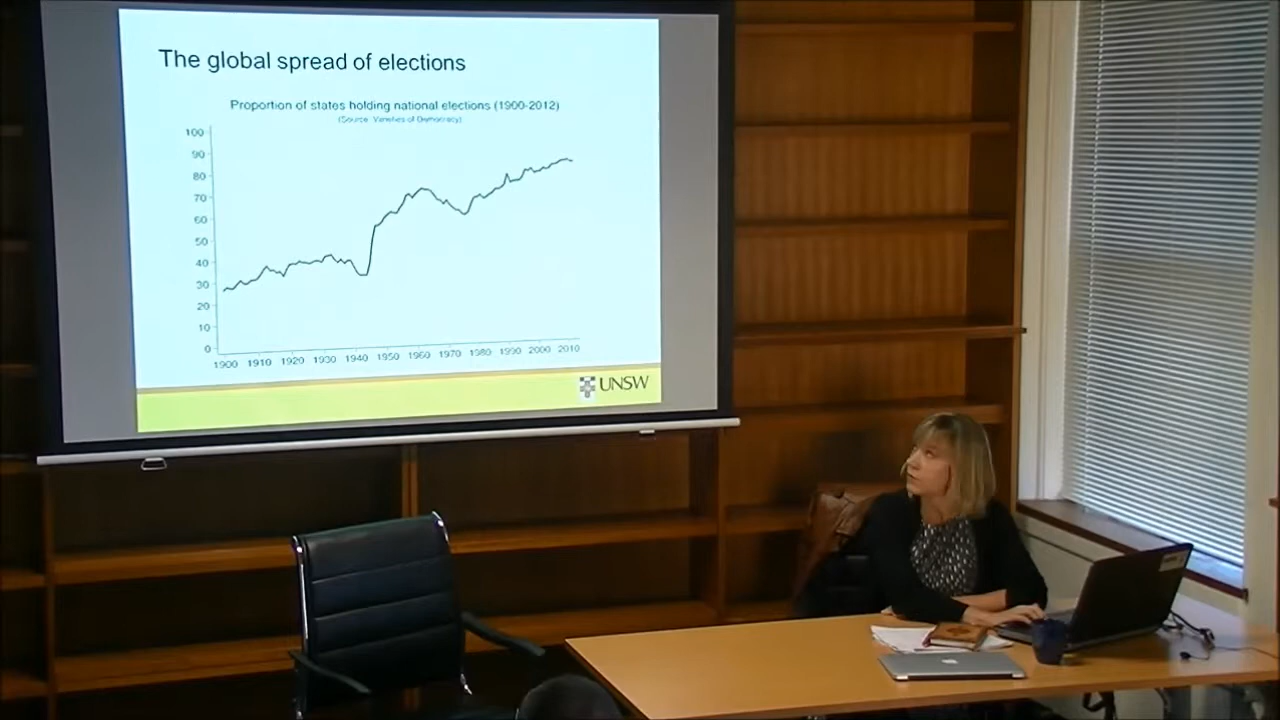 The global spread of elections
Proportion of states holding national elections (1900-2012)
(Source: Varieties of Democracy)
100
90
80
70
60
50
40
30
20
10
0
1900 1910 1920 1930 1940 1950 1960 1970 1980 1990 2000 2010
UNSW